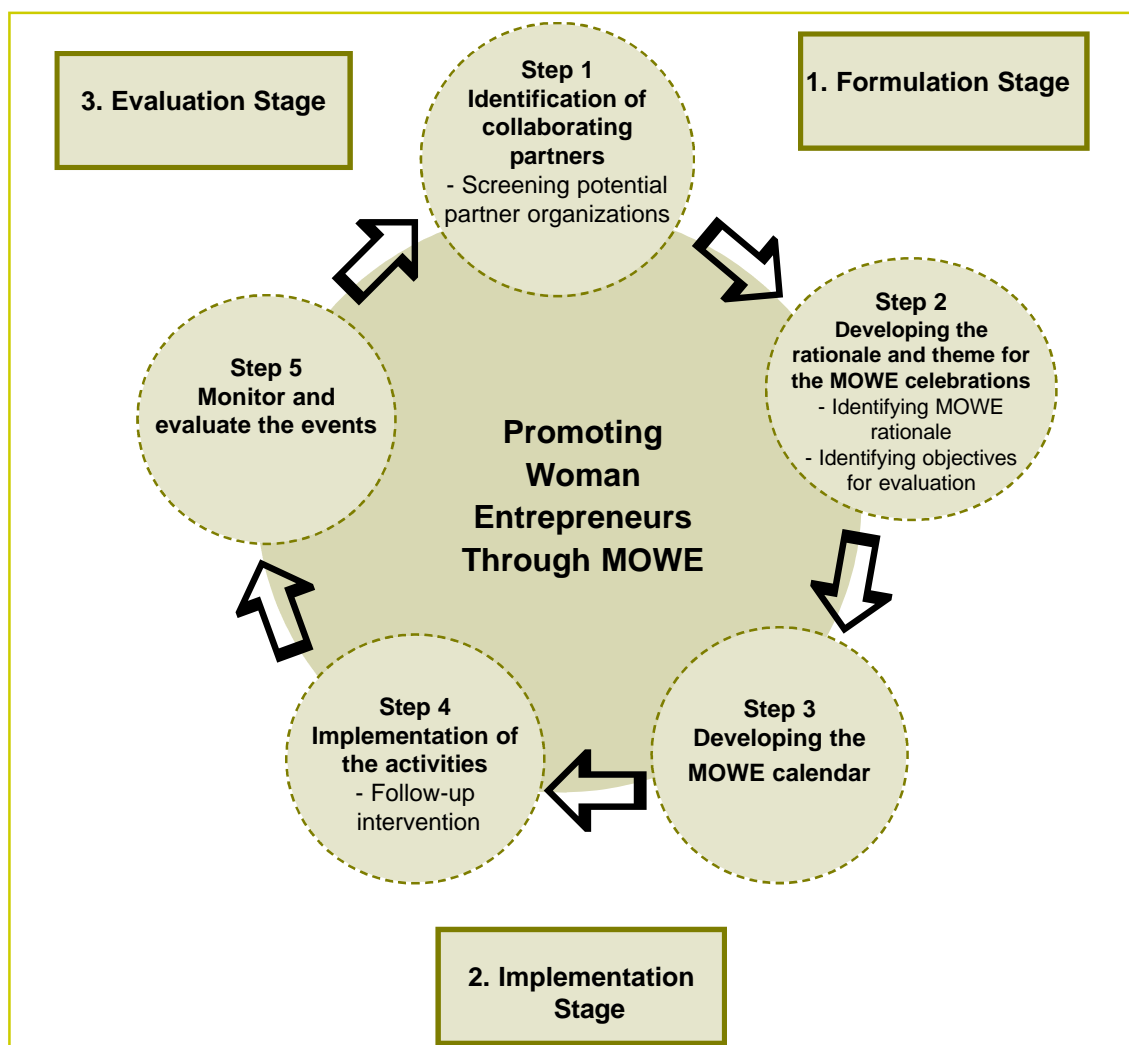 3. Evaluation Stage
1. Formulation Stage
Step 1
Identification of
collaborating
partners
- Screening potential
partner organizations
Step 2
Developing the
rationale and theme for
the MOWE celebrations
- Identifying MOWE
rationale
- Identifying objectives
for evaluation
Step 5
Monitor and
evaluate the events
Promoting
Woman
Entrepreneurs
Through MOWE
Step 4
Implementation of
the activities
- Follow-up
intervention
Step 3
Developing the
MOWE calendar
2. Implementation
Stage